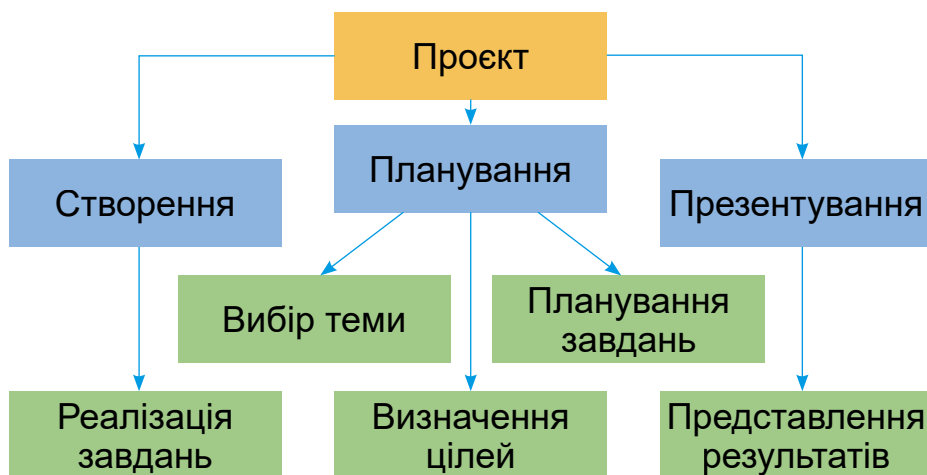 Проєкт
Створення
Планування
Презентування
Вибір теми
Планування
завдань
Реалізація
завдань
Визначення
цілей
Представлення
результатів